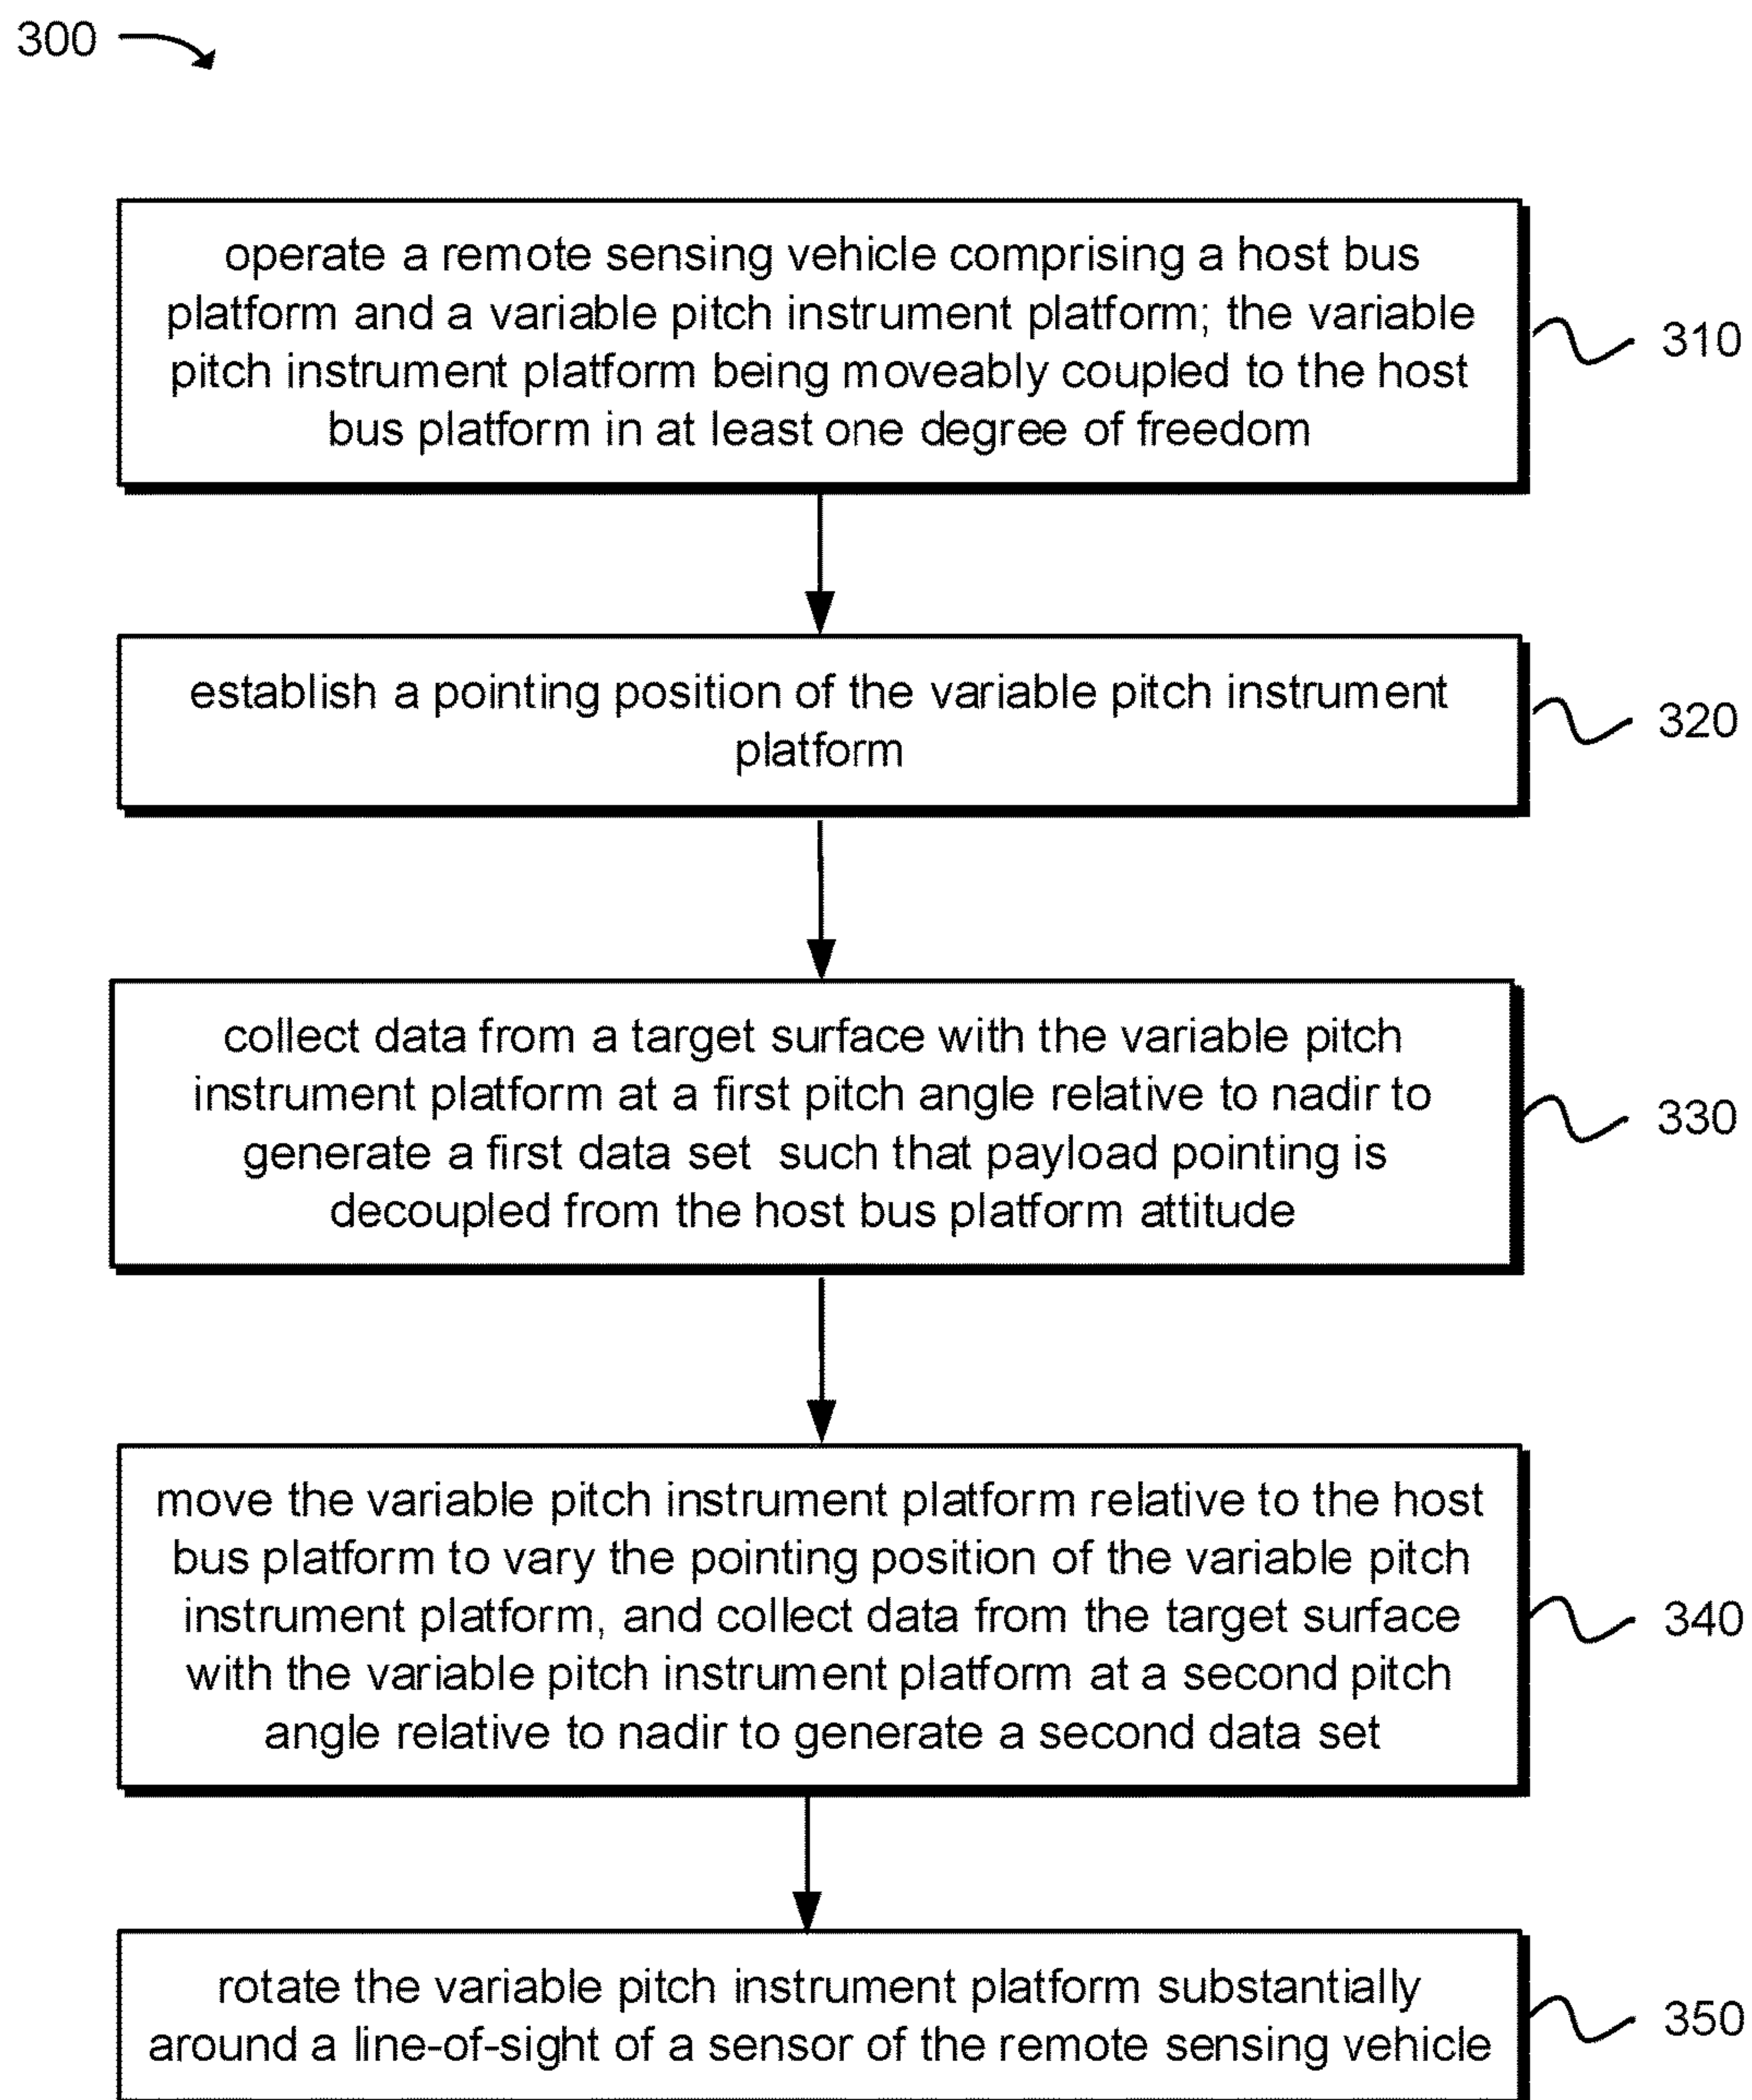 300
operate a remote sensing vehicle comprising a host bus
platform and a variable pitch instrument platform; the variable
pitch instrument platform being moveably coupled to the host
bus platform in at least one degree of freedom
310
establish a pointing position of the variable pitch instrument
platform
320
collect data from a target surface with the variable pitch
instrument platform at a first pitch angle relative to nadir to
generate a first data set such that payload pointing is
decoupled from the host bus platform attitude
330
move the variable pitch instrument platform relative to the host
bus platform to vary the pointing position of the variable pitch
instrument platform, and collect data from the target surface
with the variable pitch instrument platform at a second pitch
angle relative to nadir to generate a second data set
340
rotate the variable pitch instrument platform substantially
around a line-of-sight of a sensor of the remote sensing vehicle
350